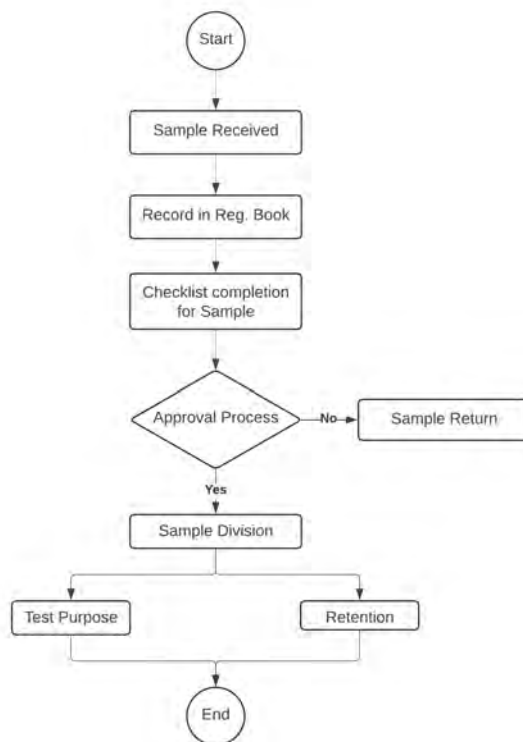 Start
Sample Received
Record in Reg. Book
Checklist completion
for Sample
Approval Process
No
Sample Return
Yes
Sample Division
Test Purpose
Retention
End